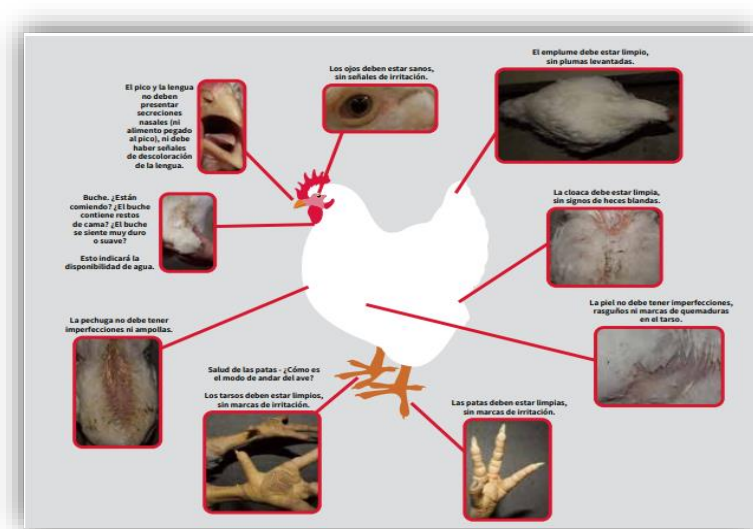 El pico y la lengua
no deben
presentar
secreciones
nasales (ni
alimento pegado
al pico), ni debe
haber señales
de descoloración
de la lengua.
Los ojos deben estar sanos,
sin señales de irritación.
El emplume debe estar limpio,
sin plumas levantadas.
Buche. ¿Están
comiendo? ¿El buche
contiene restos
de cama? ¿El buche
se siente muy duro
o suave?
Esto indicará la
disponibilidad de agua.
La cloaca debe estar limpia,
sin signos de heces blandas.
La pechuga no debe tener
imperfecciones ni ampollas.
La piel no debe tener imperfecciones,
rasguños ni marcas de quemaduras
en el tarso.
Salud de las patas - ¿Cómo es
el modo de andar del ave?
Los tarsos deben estar limpios,
sin marcas de irritación.
Las patas deben estar limpias,
sin marcas de irritación.